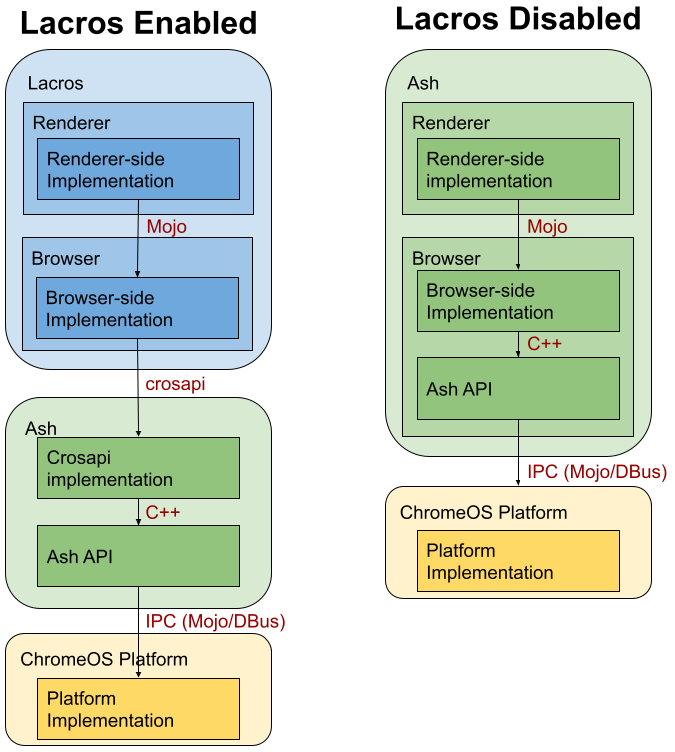 Lacros Enabled
Lacros
Renderer
Renderer-side
Implementation
Mojo
Browser
Browser-side
Implementation
crosapi
Ash
Crosapi
implementation
C++
Ash API
IPC (Mojo/DBus)
ChromeOS Platform
Platform
Implementation
Lacros Disabled
Ash
Renderer
Renderer-side
implementation
Mojo
Browser
Browser-side
Implementation
C++
Ash API
IPC (Mojo/DBus)
ChromeOS Platform
Platform
Implementation